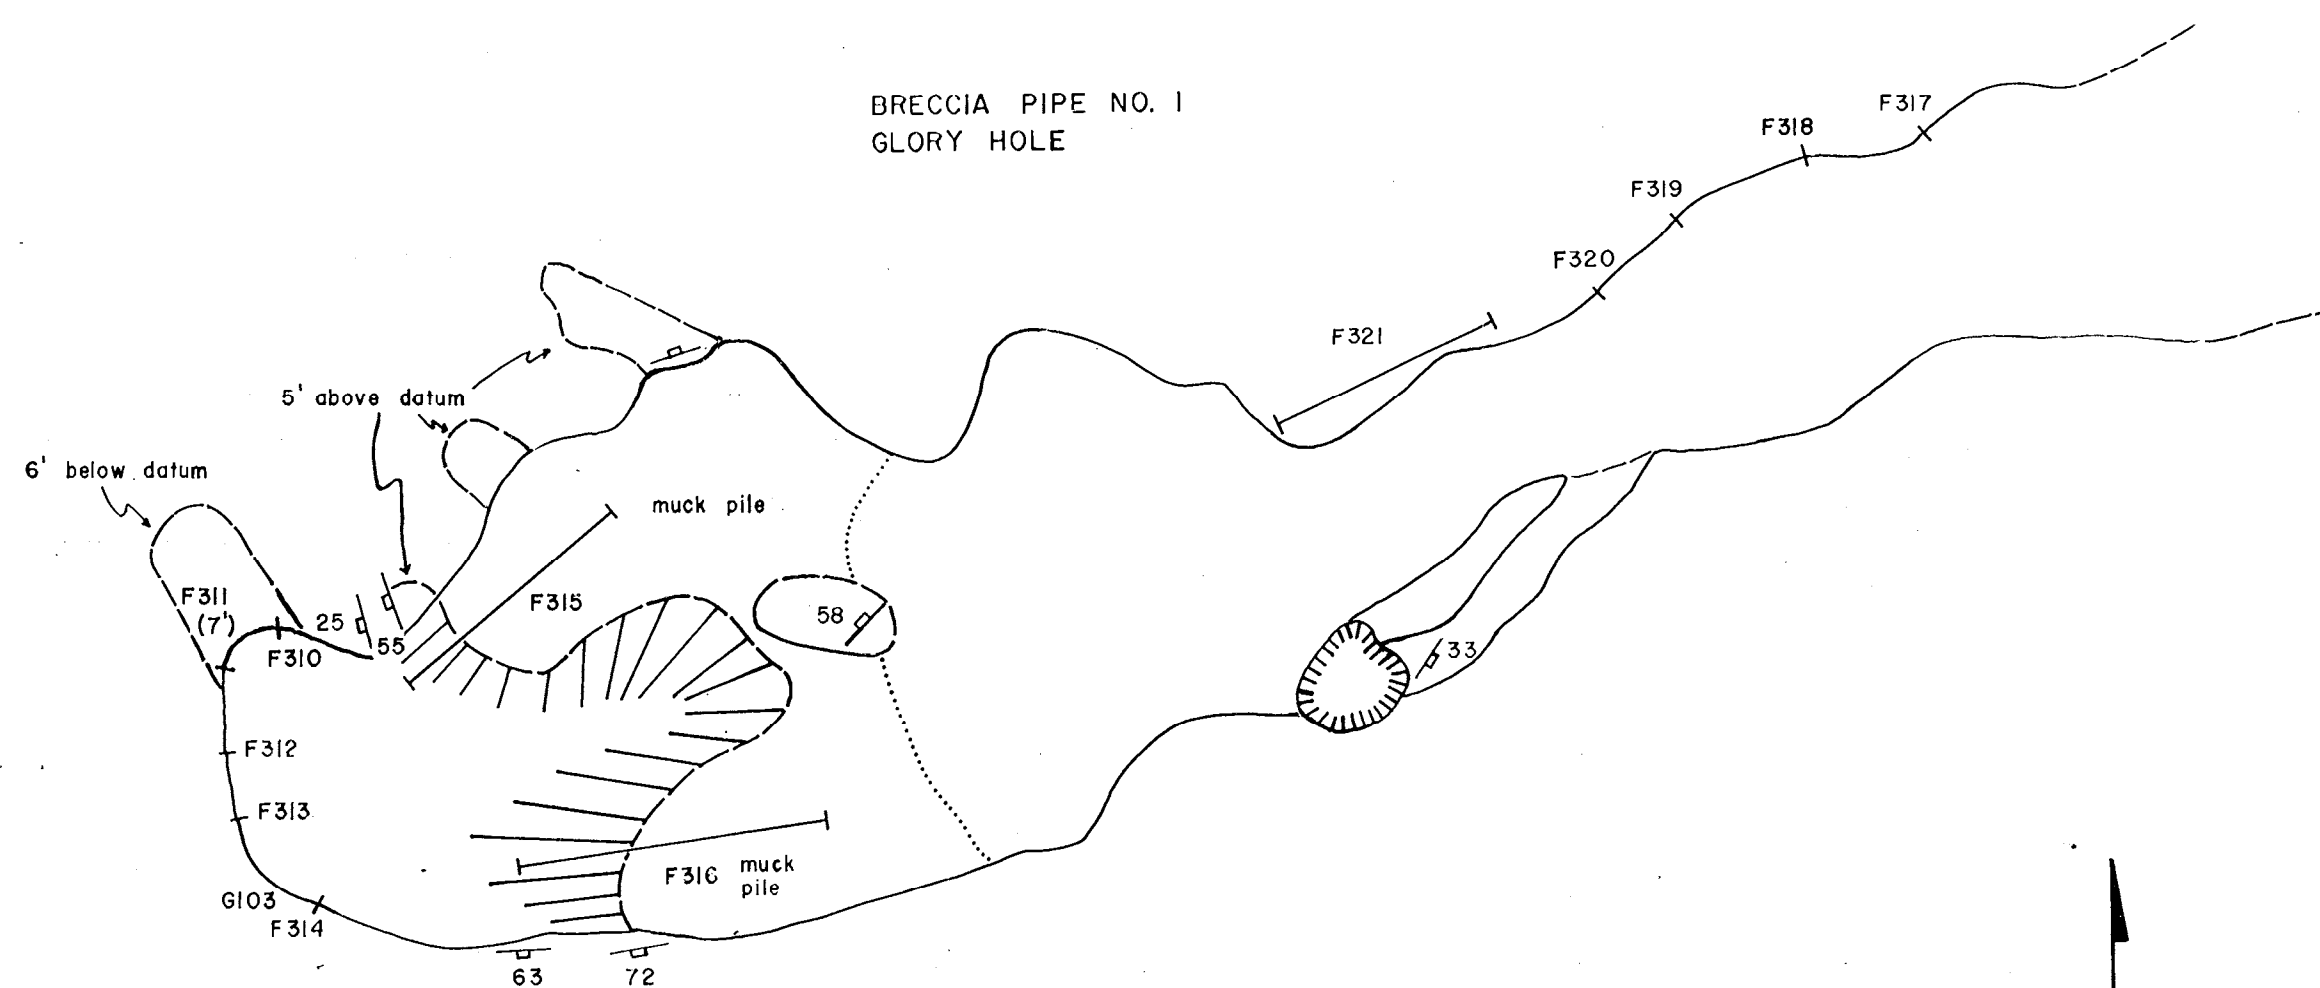 BRECCIA PIPE NO. 1
GLORY HOLE
F317
F318
F319
F320
F321
5' above datum
6' below datum
muck pile
F311
(7')
F310
25
55
F315
58
33
F312
F313
G103
F314
F316
muck
pile
63
72